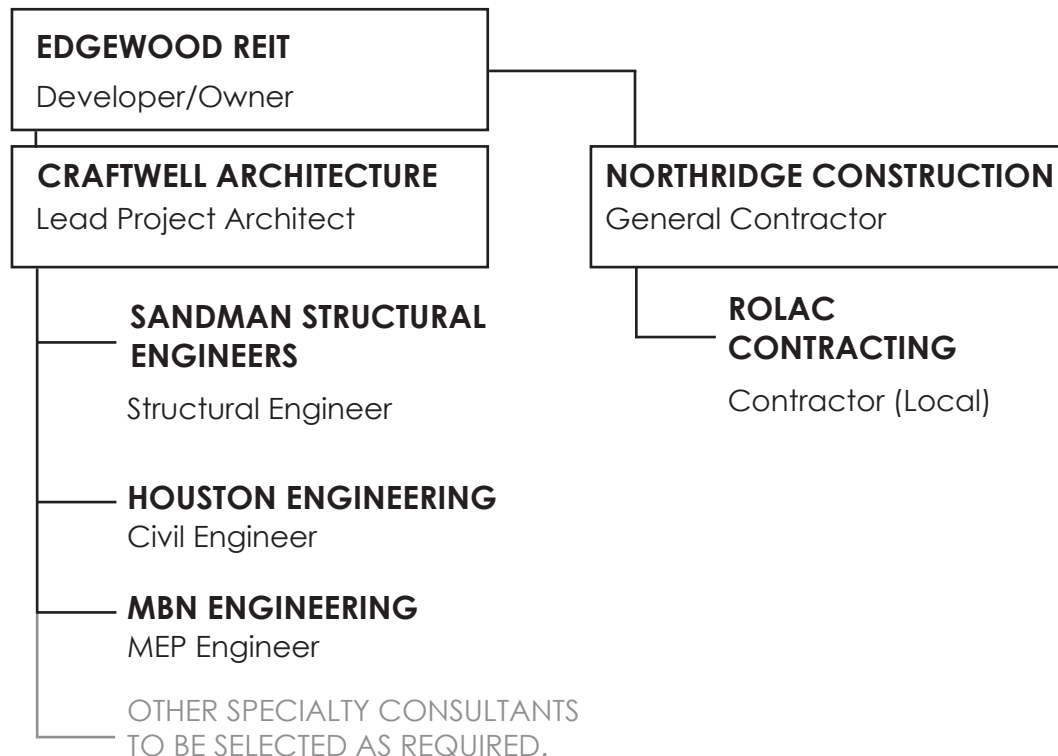 EDGEWOOD REIT
Developer/Owner
CRAFTWELL ARCHITECTURE
Lead Project Architect
SANDMAN STRUCTURAL
ENGINEERS
Structural Engineer
HOUSTON ENGINEERING
Civil Engineer
MBN ENGINEERING
MEP Engineer
OTHER SPECIALTY CONSULTANTS
TO BE SELECTED AS REQUIRED.
NORTHRIDGE CONSTRUCTION
General Contractor
ROLAC
CONTRACTING
Contractor (Local)